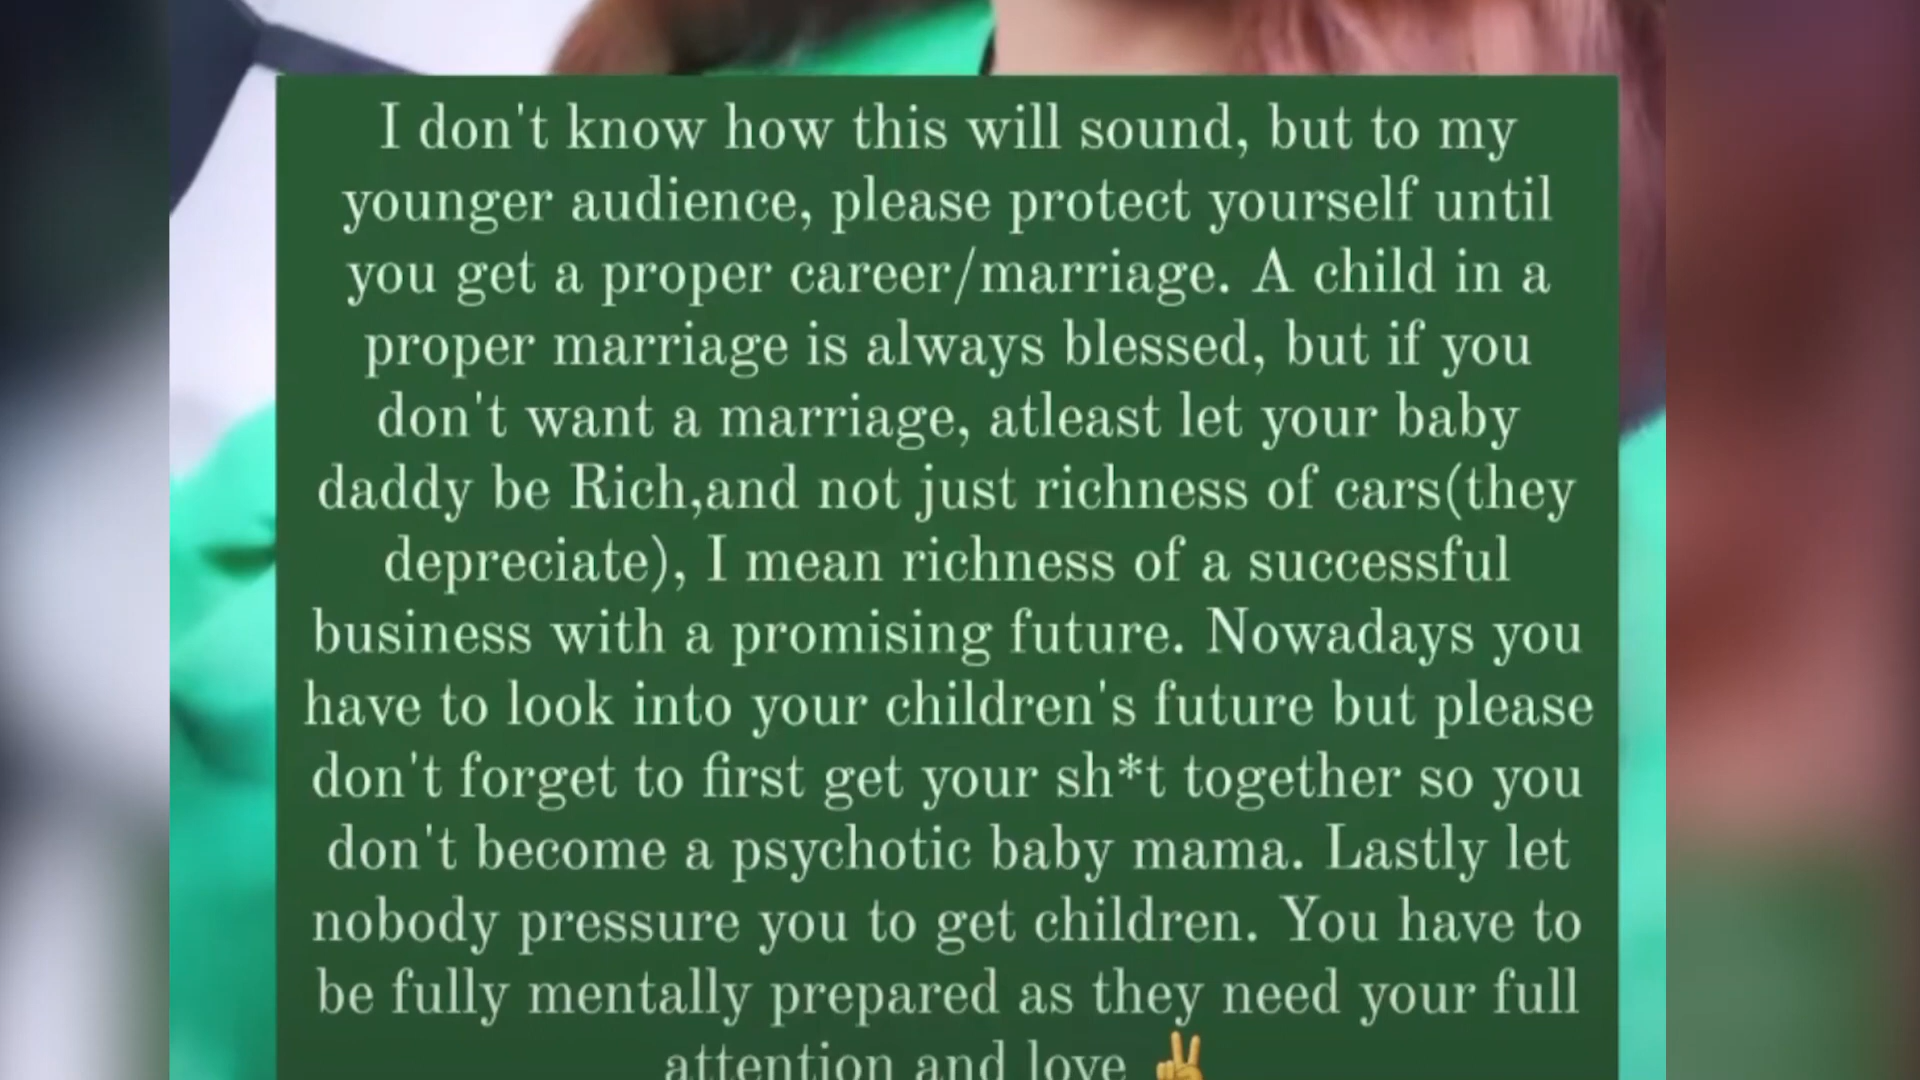 I don't know how this will sound, but to my
younger audience, please protect yourself until
you get a proper career/marriage. A child in a
proper marriage is always blessed, but if you
don't want a marriage, atleast let your baby
daddy be Rich,and not just richness of cars(they
depreciate), I mean richness of a successful
business with a promising future. Nowadays you
have to look into your children's future but please
don't forget to first get your sh*t together so you
don't become a psychotic baby mama. Lastly let
nobody pressure you to get children. You have to
be fully mentally prepared as they need your full
attention and love ✌